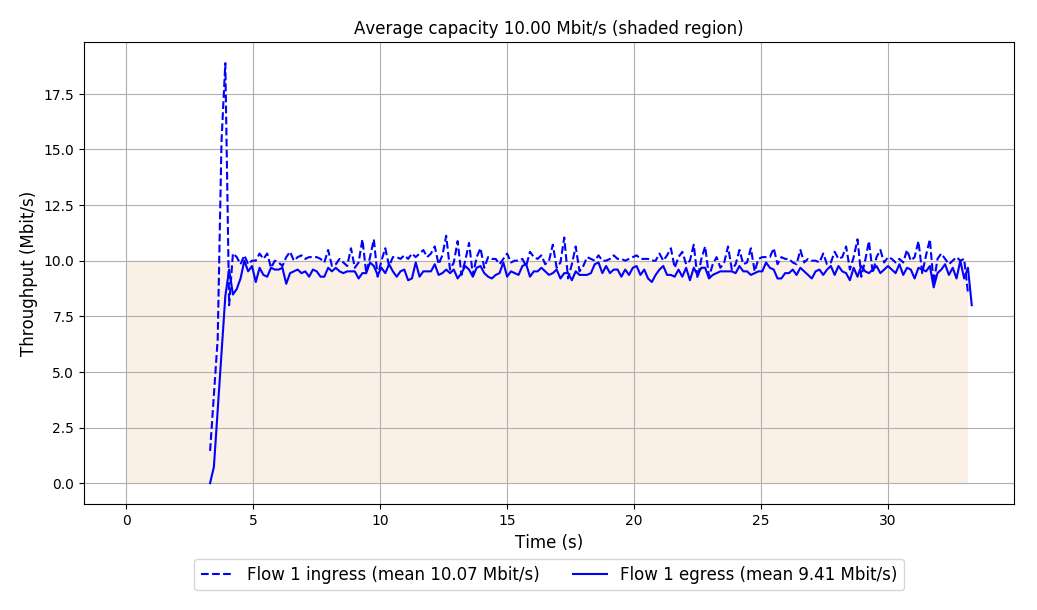 Average capacity 10.00 Mbit/s (shaded region)
Throughput (Mbit/s)
17.5
15.0
12.5
10.0
7.5
5.0
2.5
0.0
0 5 10 15 20 25 30
Time (s)
Flow 1 ingress (mean 10.07 Mbit/s) Flow 1 egress (mean 9.41 Mbit/s)